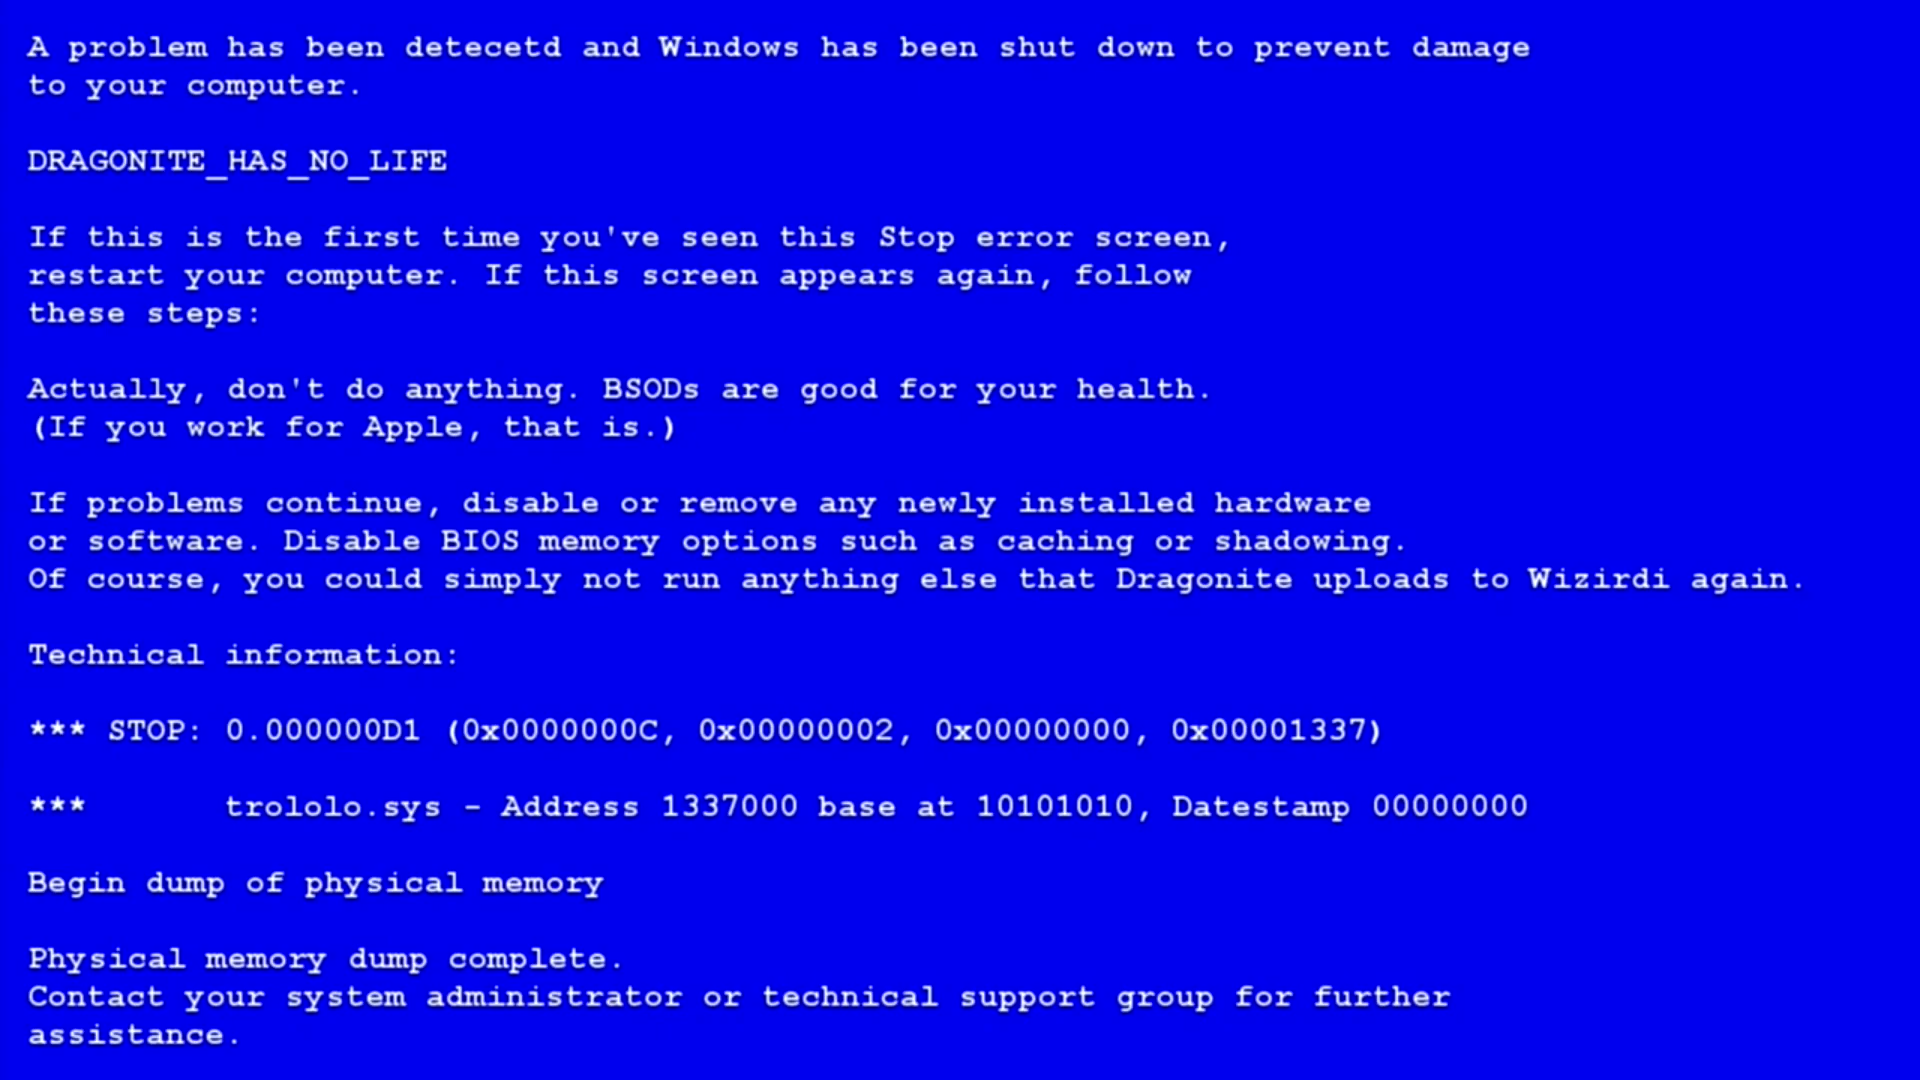 A problem has been detecetd and Windows has been shut down to prevent damage
to your computer.
DRAGONITE_HAS_NO_LIFE
If this is the first time you've seen this Stop error screen,
restart your computer. If this screen appears again, follow
these steps:
Actually, don't do anything. BSODs are good for your health.
(If you work for Apple, that is.)
If problems continue, disable or remove any newly installed hardware
or software. Disable BIOS memory options such as caching or shadowing.
Of course, you could simply not run anything else that Dragonite uploads to Wizirdi again.
Technical information:
*** STOP: 0.000000D1 (0x0000000C, 0x00000002, 0x00000000, 0x00001337)
*** trololo.sys - Address 1337000 base at 10101010, Datestamp 00000000
Begin dump of physical memory
Physical memory dump complete.
Contact your system administrator or technical support group for further
assistance.